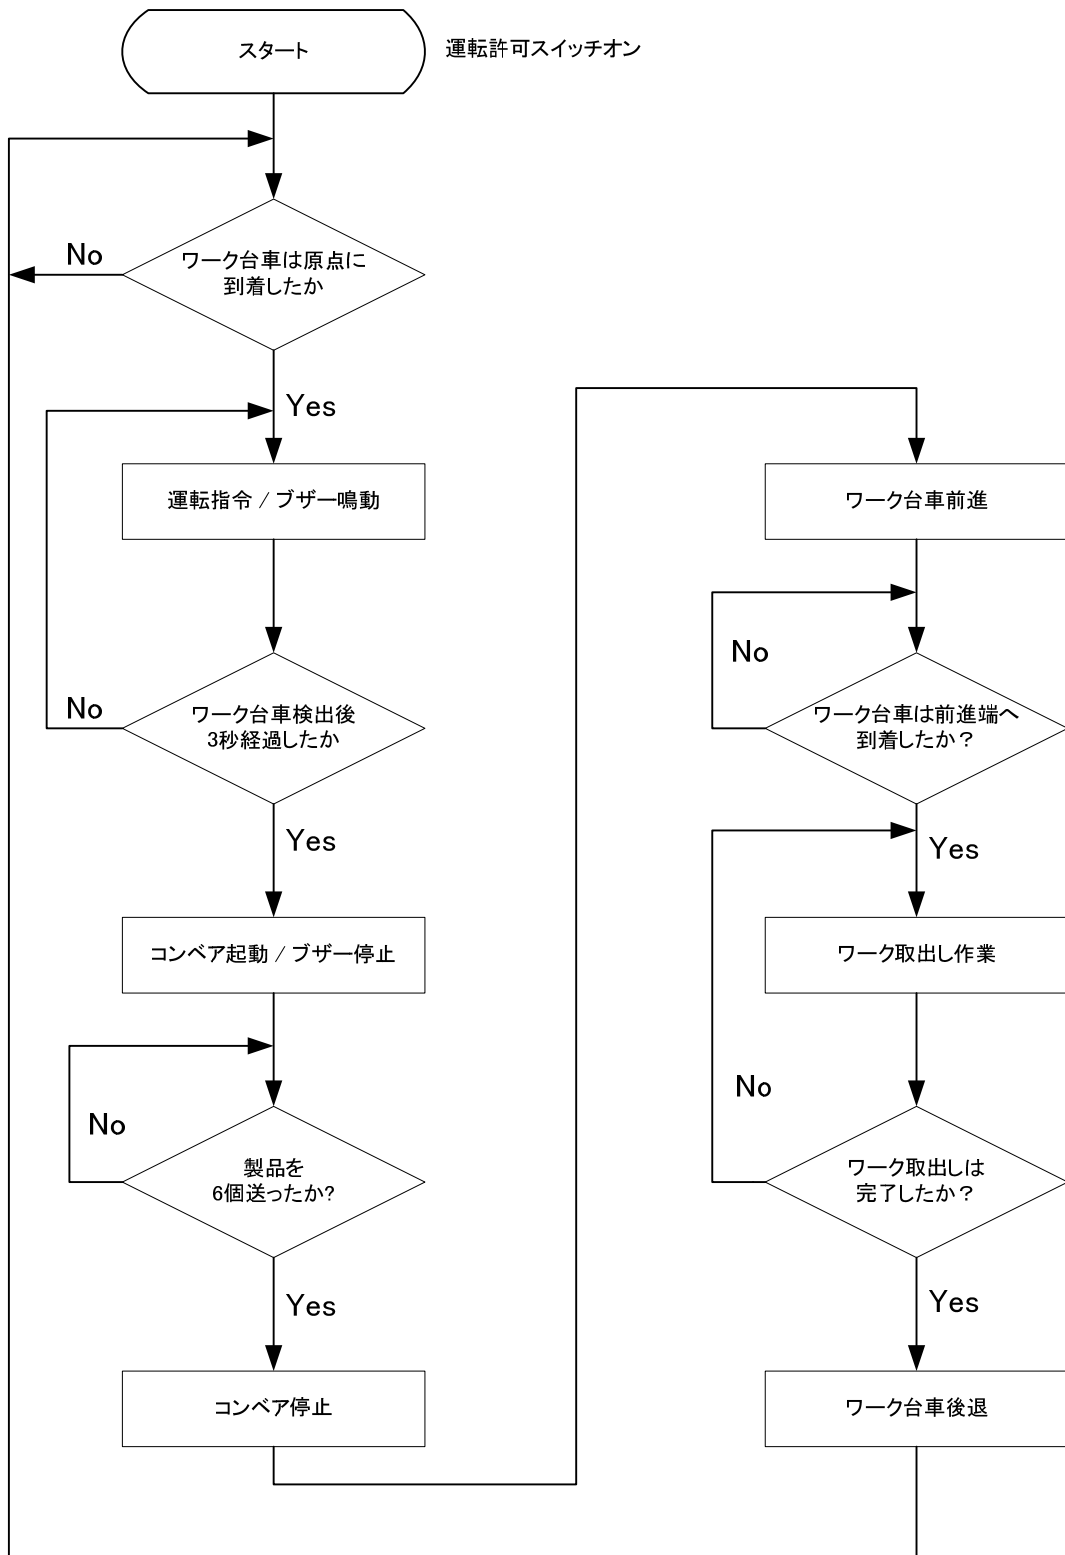 スタート
運転許可スイッチオン
No
ワーク台車は原点に
到着したか
Yes
運転指令 / ブザー鳴動
No
ワーク台車検出後
3秒経過したか
Yes
コンベア起動 / ブザー停止
No
製品を
6個送ったか?
Yes
コンベア停止
ワーク台車前進
No
ワーク台車は前進端へ
到着したか？
Yes
ワーク取出し作業
No
ワーク取出しは
完了したか？
Yes
ワーク台車後退